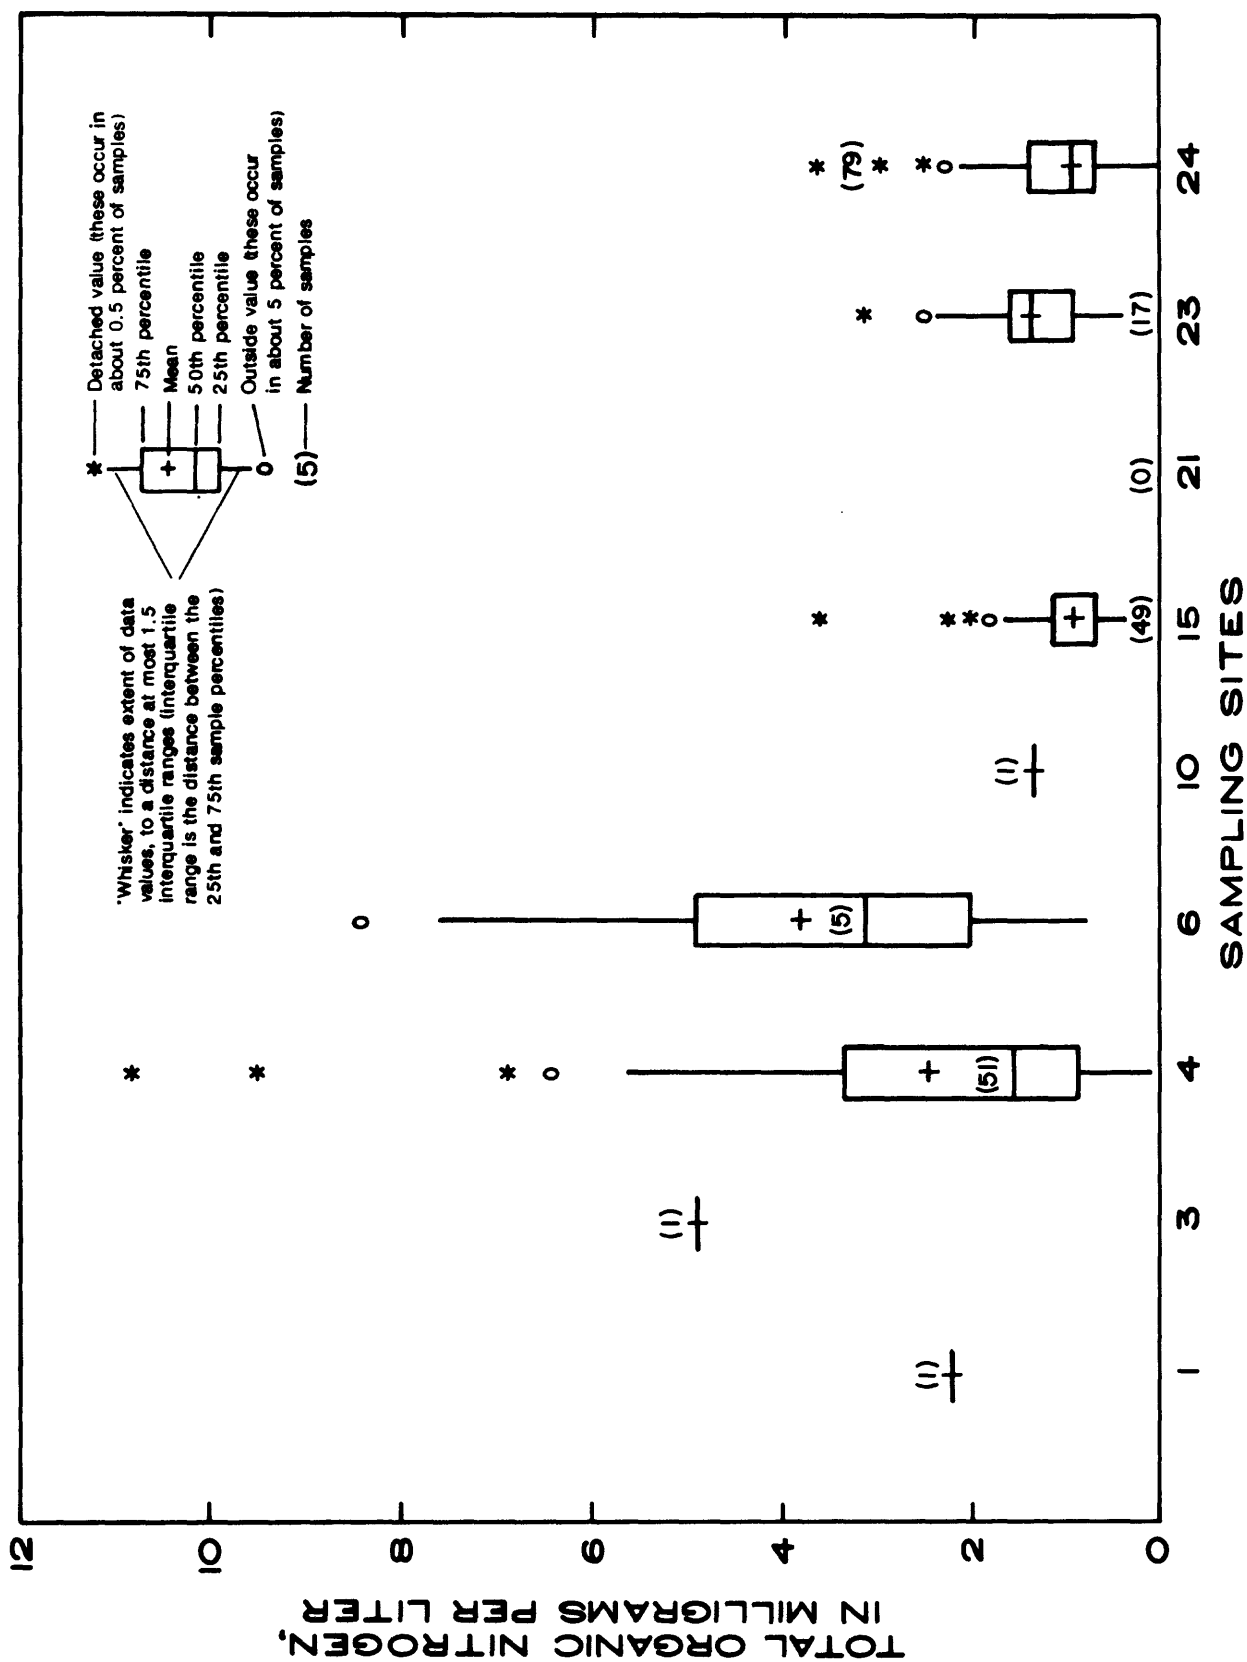 TOTAL ORGANIC NITROGEN,
IN MILLIGRAMS PER LITER
12
10
8
6
4
2
0
"Whisker" indicates extent of data
values, to a distance at most 1.5
interquartile ranges (interquartile
range is the distance between the
25th and 75th sample percentiles)
Detached value (these occur in
about 0.5 percent of samples)
75th percentile
Mean
50th percentile
25th percentile
Outside value (these occur
in about 5 percent of samples)
(5) Number of samples
(1)
(1)
(51)
(5)
(1)
(49)
(0)
(17)
(79)
1 3 4 6 10 15 21 23 24
SAMPLING SITES